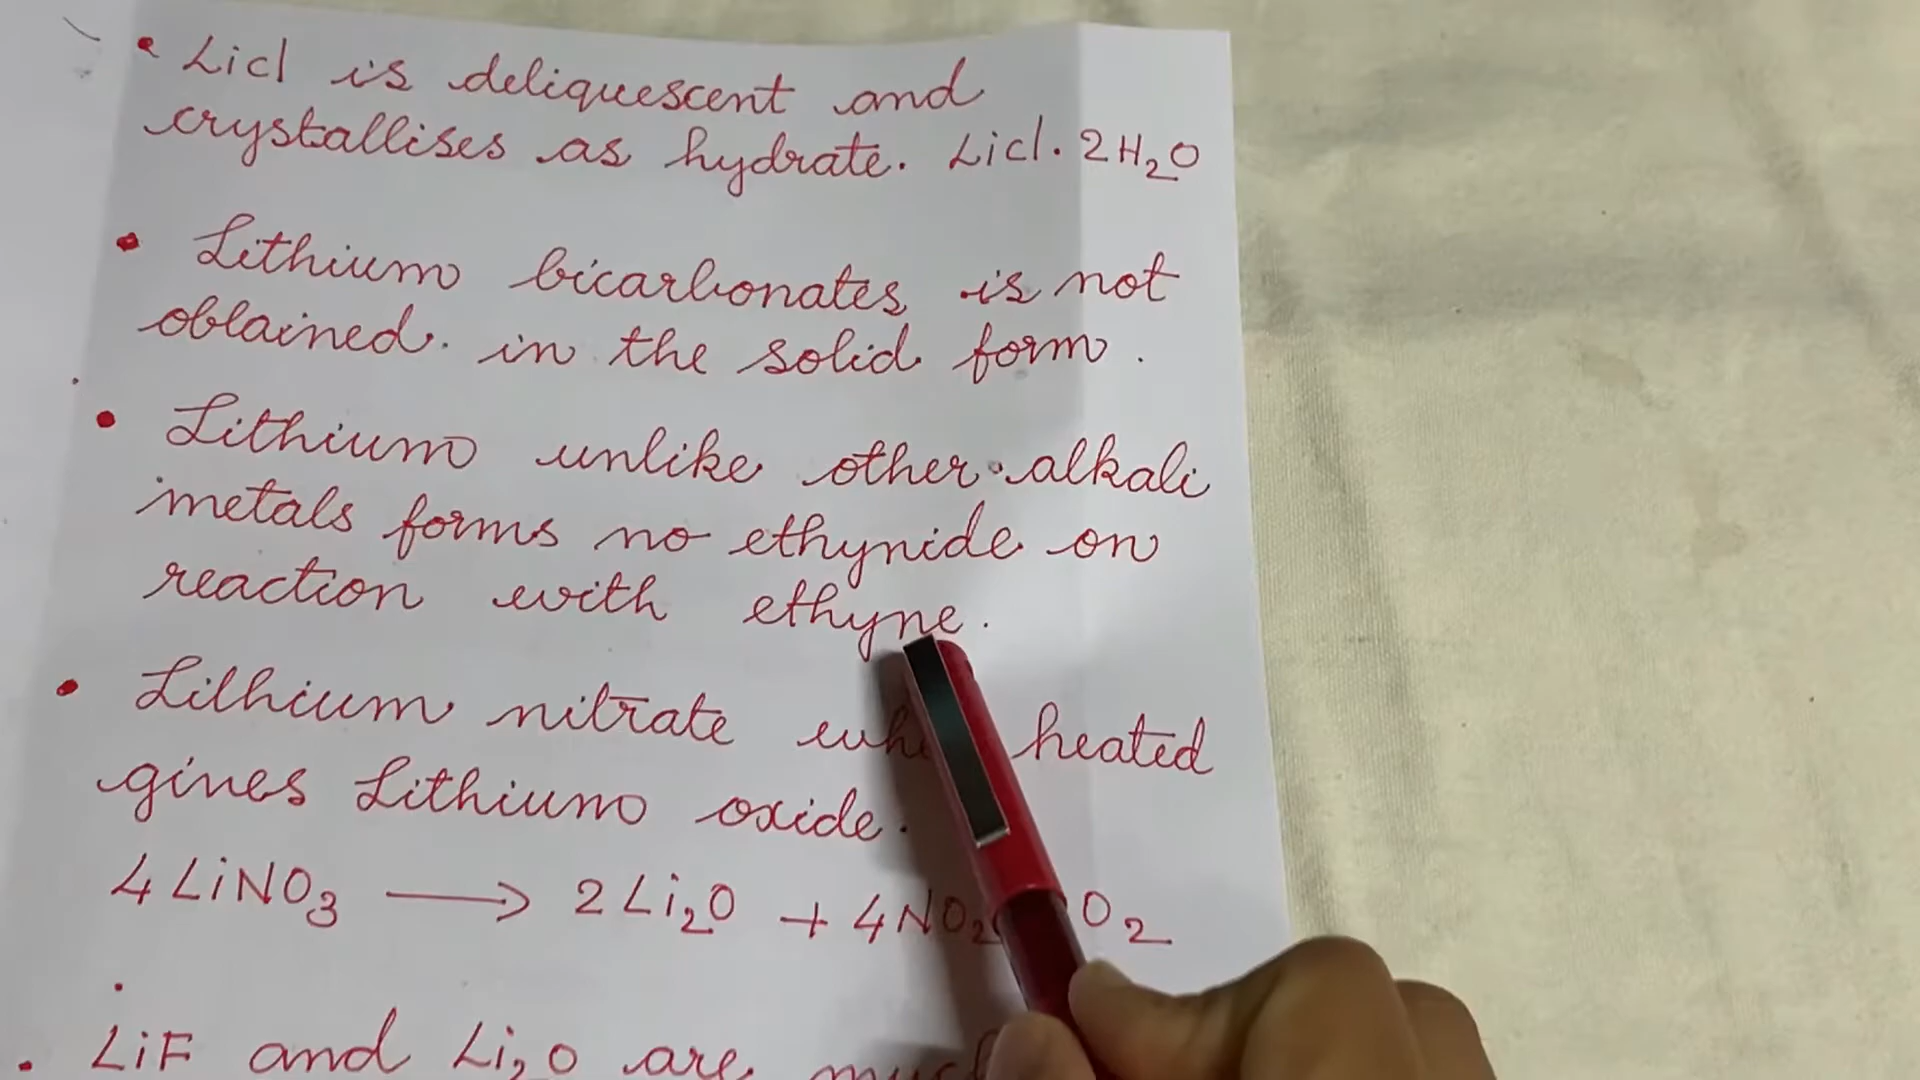 • Licl is deliquescent and
crystallises as hydrate. Licl. 2H₂O
• Lithium bicarbonates is not
obtained. in the solid form.
• Lithium unlike other alkali
metals forms no ethynide on
reaction with ethyne.
• Lithium nitrate heated
gines Lithium oxide.
4LiNO₃ ⟶ 2Li₂O + 4NO₂ O₂
• LiF and Li₂O are